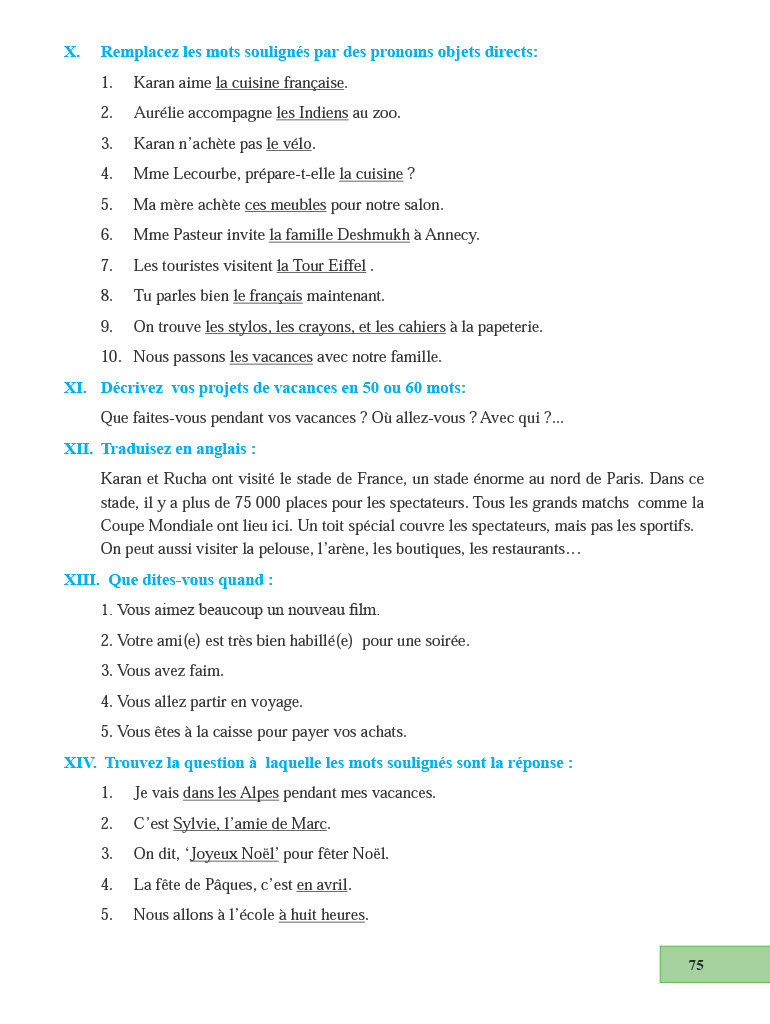 X. Remplacez les mots soulignés par des pronoms objets directs:
1. Karan aime la cuisine française.
2. Aurélie accompagne les Indiens au zoo.
3. Karan n’achète pas le vélo.
4. Mme Lecourbe, prépare-t-elle la cuisine ?
5. Ma mère achète ces meubles pour notre salon.
6. Mme Pasteur invite la famille Deshmukh à Annecy.
7. Les touristes visitent la Tour Eiffel .
8. Tu parles bien le français maintenant.
9. On trouve les stylos, les crayons, et les cahiers à la papeterie.
10. Nous passons les vacances avec notre famille.
XI. Décrivez vos projets de vacances en 50 ou 60 mots:
Que faites-vous pendant vos vacances ? Où allez-vous ? Avec qui ?...
XII. Traduisez en anglais :
Karan et Rucha ont visité le stade de France, un stade énorme au nord de Paris. Dans ce
stade, il y a plus de 75 000 places pour les spectateurs. Tous les grands matchs comme la
Coupe Mondiale ont lieu ici. Un toit spécial couvre les spectateurs, mais pas les sportifs.
On peut aussi visiter la pelouse, l’arène, les boutiques, les restaurants…
XIII. Que dites-vous quand :
1. Vous aimez beaucoup un nouveau film.
2. Votre ami(e) est très bien habillé(e) pour une soirée.
3. Vous avez faim.
4. Vous allez partir en voyage.
5. Vous êtes à la caisse pour payer vos achats.
XIV. Trouvez la question à laquelle les mots soulignés sont la réponse :
1. Je vais dans les Alpes pendant mes vacances.
2. C’est Sylvie, l’amie de Marc.
3. On dit, ‘Joyeux Noël’ pour fêter Noël.
4. La fête de Pâques, c’est en avril.
5. Nous allons à l’école à huit heures.
75